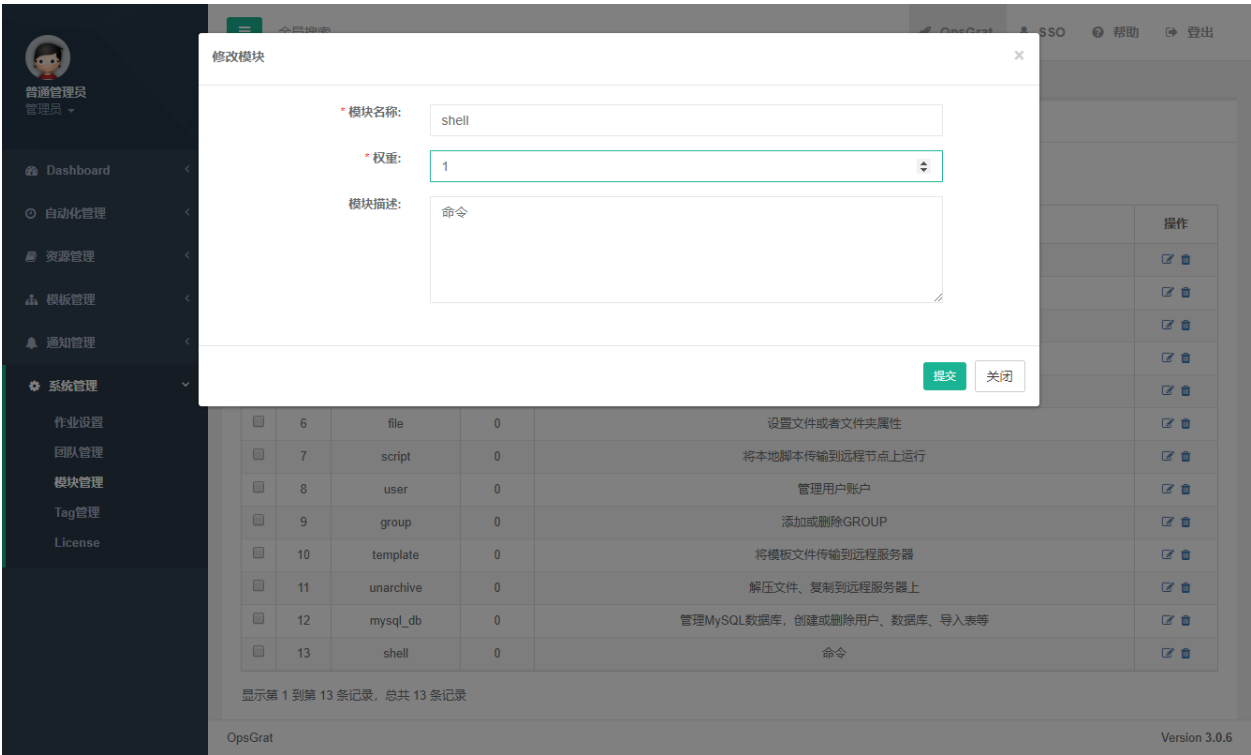 全局搜索
OpsGrat
SSO
帮助
登出
普通管理员
管理员
Dashboard
自动化管理
资源管理
模板管理
通知管理
系统管理
作业设置
团队管理
模块管理
Tag管理
License
修改模块
×
* 模块名称:
shell
* 权重:
1
模块描述:
命令
提交
关闭
操作
6 file 0 设置文件或者文件夹属性
7 script 0 将本地脚本传输到远程节点上运行
8 user 0 管理用户账户
9 group 0 添加或删除GROUP
10 template 0 将模板文件传输到远程服务器
11 unarchive 0 解压文件、复制到远程服务器上
12 mysql_db 0 管理MySQL数据库，创建或删除用户、数据库、导入表等
13 shell 0 命令
显示第 1 到第 13 条记录，总共 13 条记录
OpsGrat
Version 3.0.6